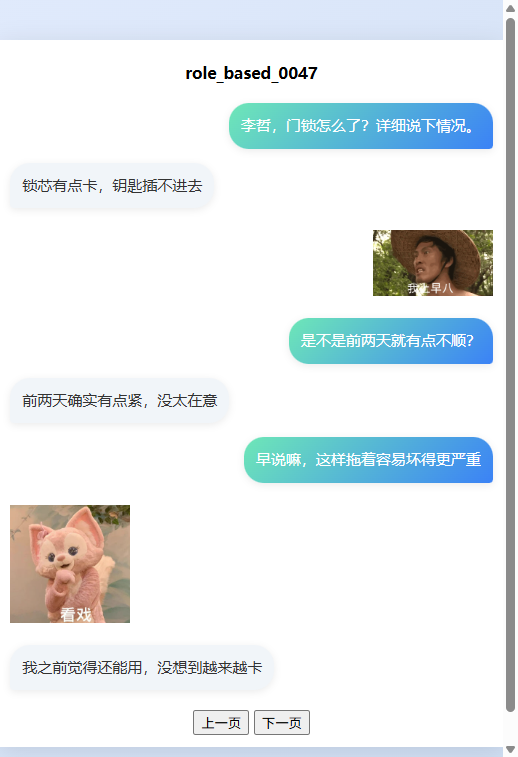 role_based_0047
李哲，门锁怎么了？详细说下情况。
锁芯有点卡，钥匙插不进去
我上早八
是不是前两天就有点不顺？
前两天确实有点紧，没太在意
早说嘛，这样拖着容易坏得更严重
看戏
我之前觉得还能用，没想到越来越卡
上一页 下一页